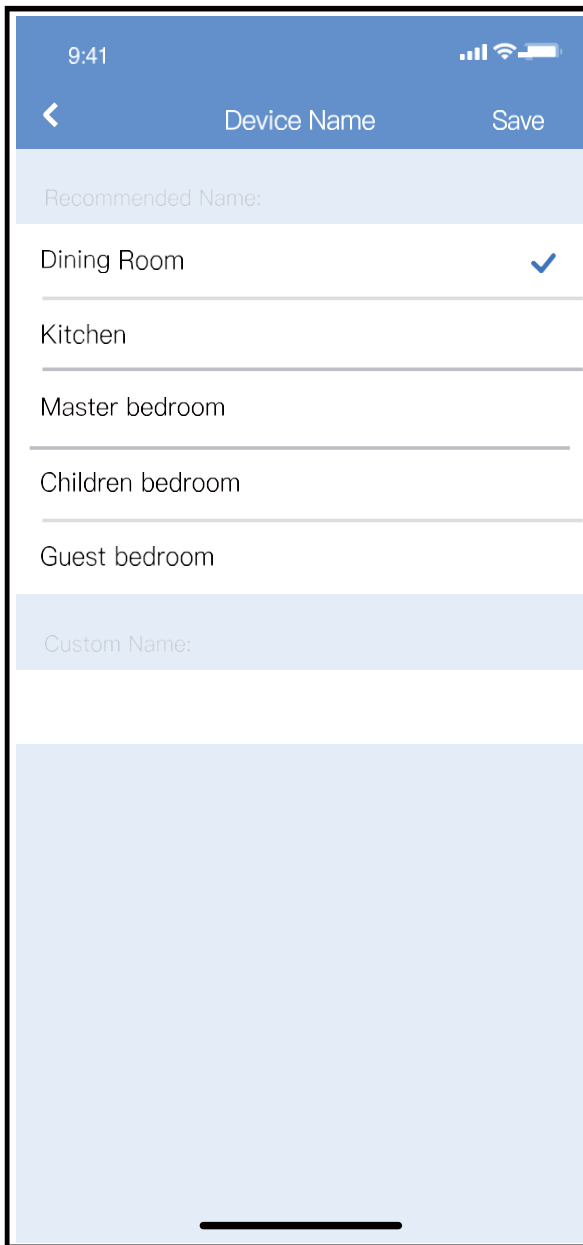 9:41
Device Name
Save
Recommended Name:
Dining Room
Kitchen
Master bedroom
Children bedroom
Guest bedroom
Custom Name: